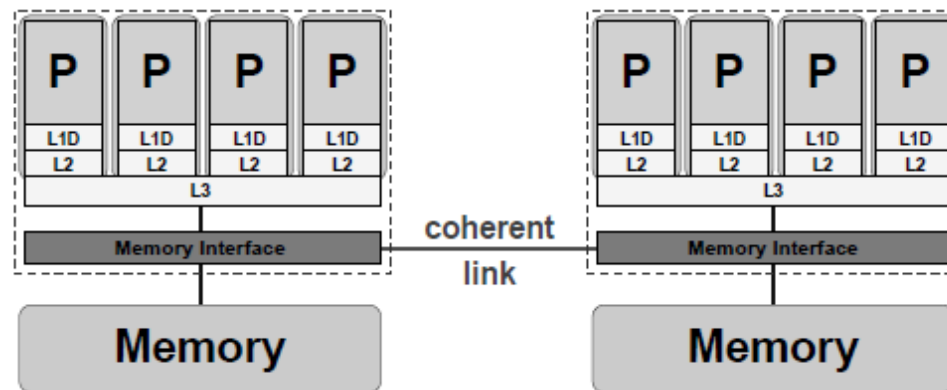 P P P P P P P P
L1D L1D L1D L1D L1D L1D L1D L1D
L2 L2 L2 L2 L2 L2 L2 L2
L3 L3
Memory Interface coherent Memory Interface
link
Memory Memory